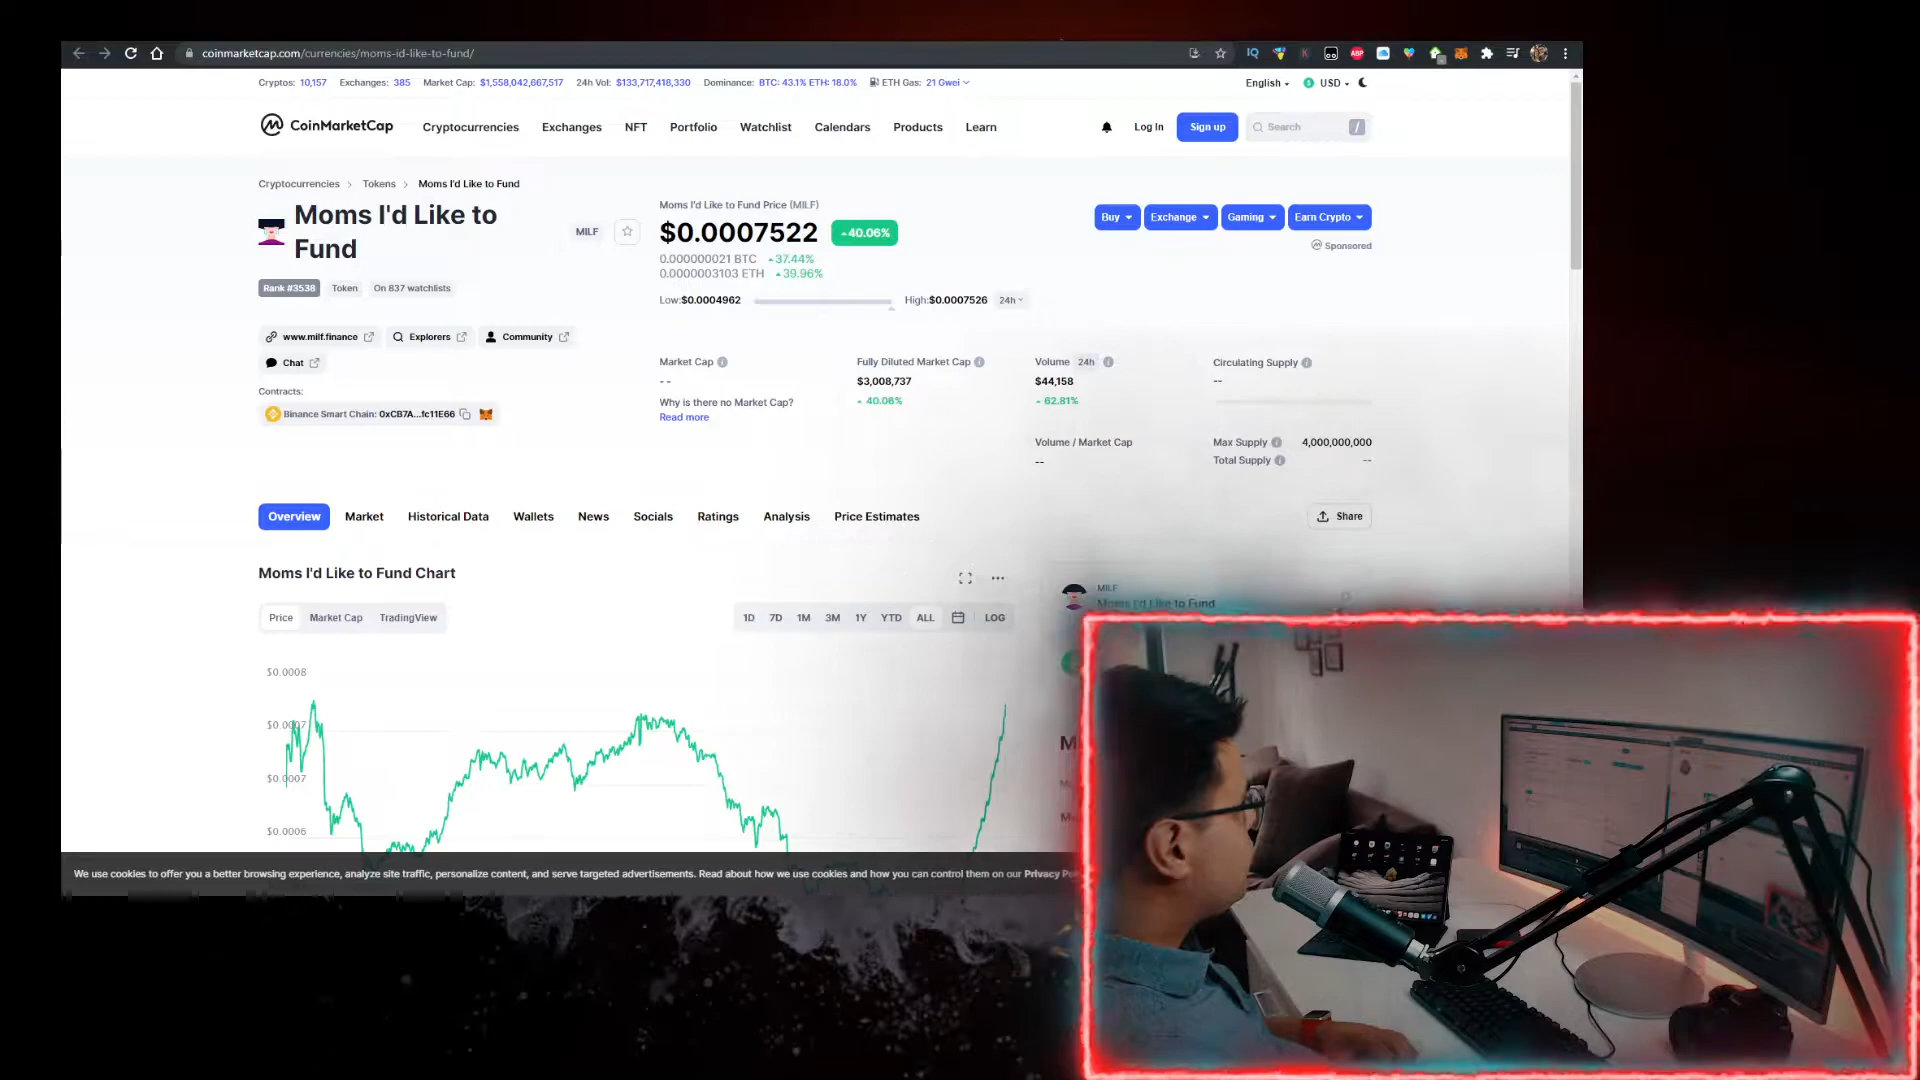 coinmarketcap.com/currencies/moms-id-like-to-fund/
Cryptos: 10,157 Exchanges: 385 Market Cap: $1,558,042,667,517 24h Vol: $133,717,418,330 Dominance: BTC: 43.1% ETH: 18.0% ETH Gas: 21 Gwei
English USD
CoinMarketCap Cryptocurrencies Exchanges NFT Portfolio Watchlist Calendars Products Learn Log In Sign up Search /
Cryptocurrencies > Tokens > Moms I'd Like to Fund
Moms I'd Like to
Fund
MILF
Rank #3538 Token On 837 watchlists
www.milf.finance Explorers Community
Chat
Contracts:
Binance Smart Chain: 0xCB7A...fc11E66
Moms I'd Like to Fund Price (MILF)
$0.0007522 40.06%
0.000000021 BTC 37.44%
0.0000003103 ETH 39.96%
Low:$0.0004962 High:$0.0007526 24h
Buy Exchange Gaming Earn Crypto
Sponsored
Market Cap
- -
Why is there no Market Cap?
Read more
Fully Diluted Market Cap
$3,008,737
40.06%
Volume 24h
$44,158
62.81%
Volume / Market Cap
--
Circulating Supply
--
Max Supply 4,000,000,000
Total Supply --
Overview Market Historical Data Wallets News Socials Ratings Analysis Price Estimates Share
Moms I'd Like to Fund Chart
Price Market Cap TradingView
1D 7D 1M 3M 1Y YTD ALL LOG
$0.0008
$0.0007
$0.0007
$0.0006
MILF
Moms I'd Like to Fund
We use cookies to offer you a better browsing experience, analyze site traffic, personalize content, and serve targeted advertisements. Read about how we use cookies and how you can control them on our Privacy